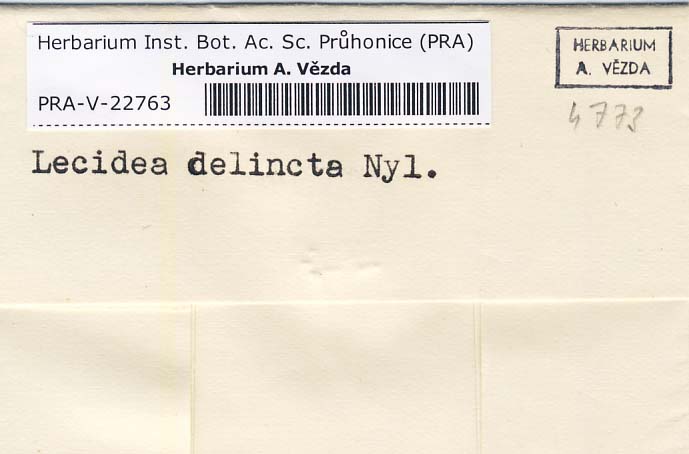 Herbarium Inst. Bot. Ac. Sc. Průhonice (PRA)
Herbarium A. Vězda
PRA-V-22763
HERBARIUM
A. VĚZDA
4773
Lecidea delincta Nyl.